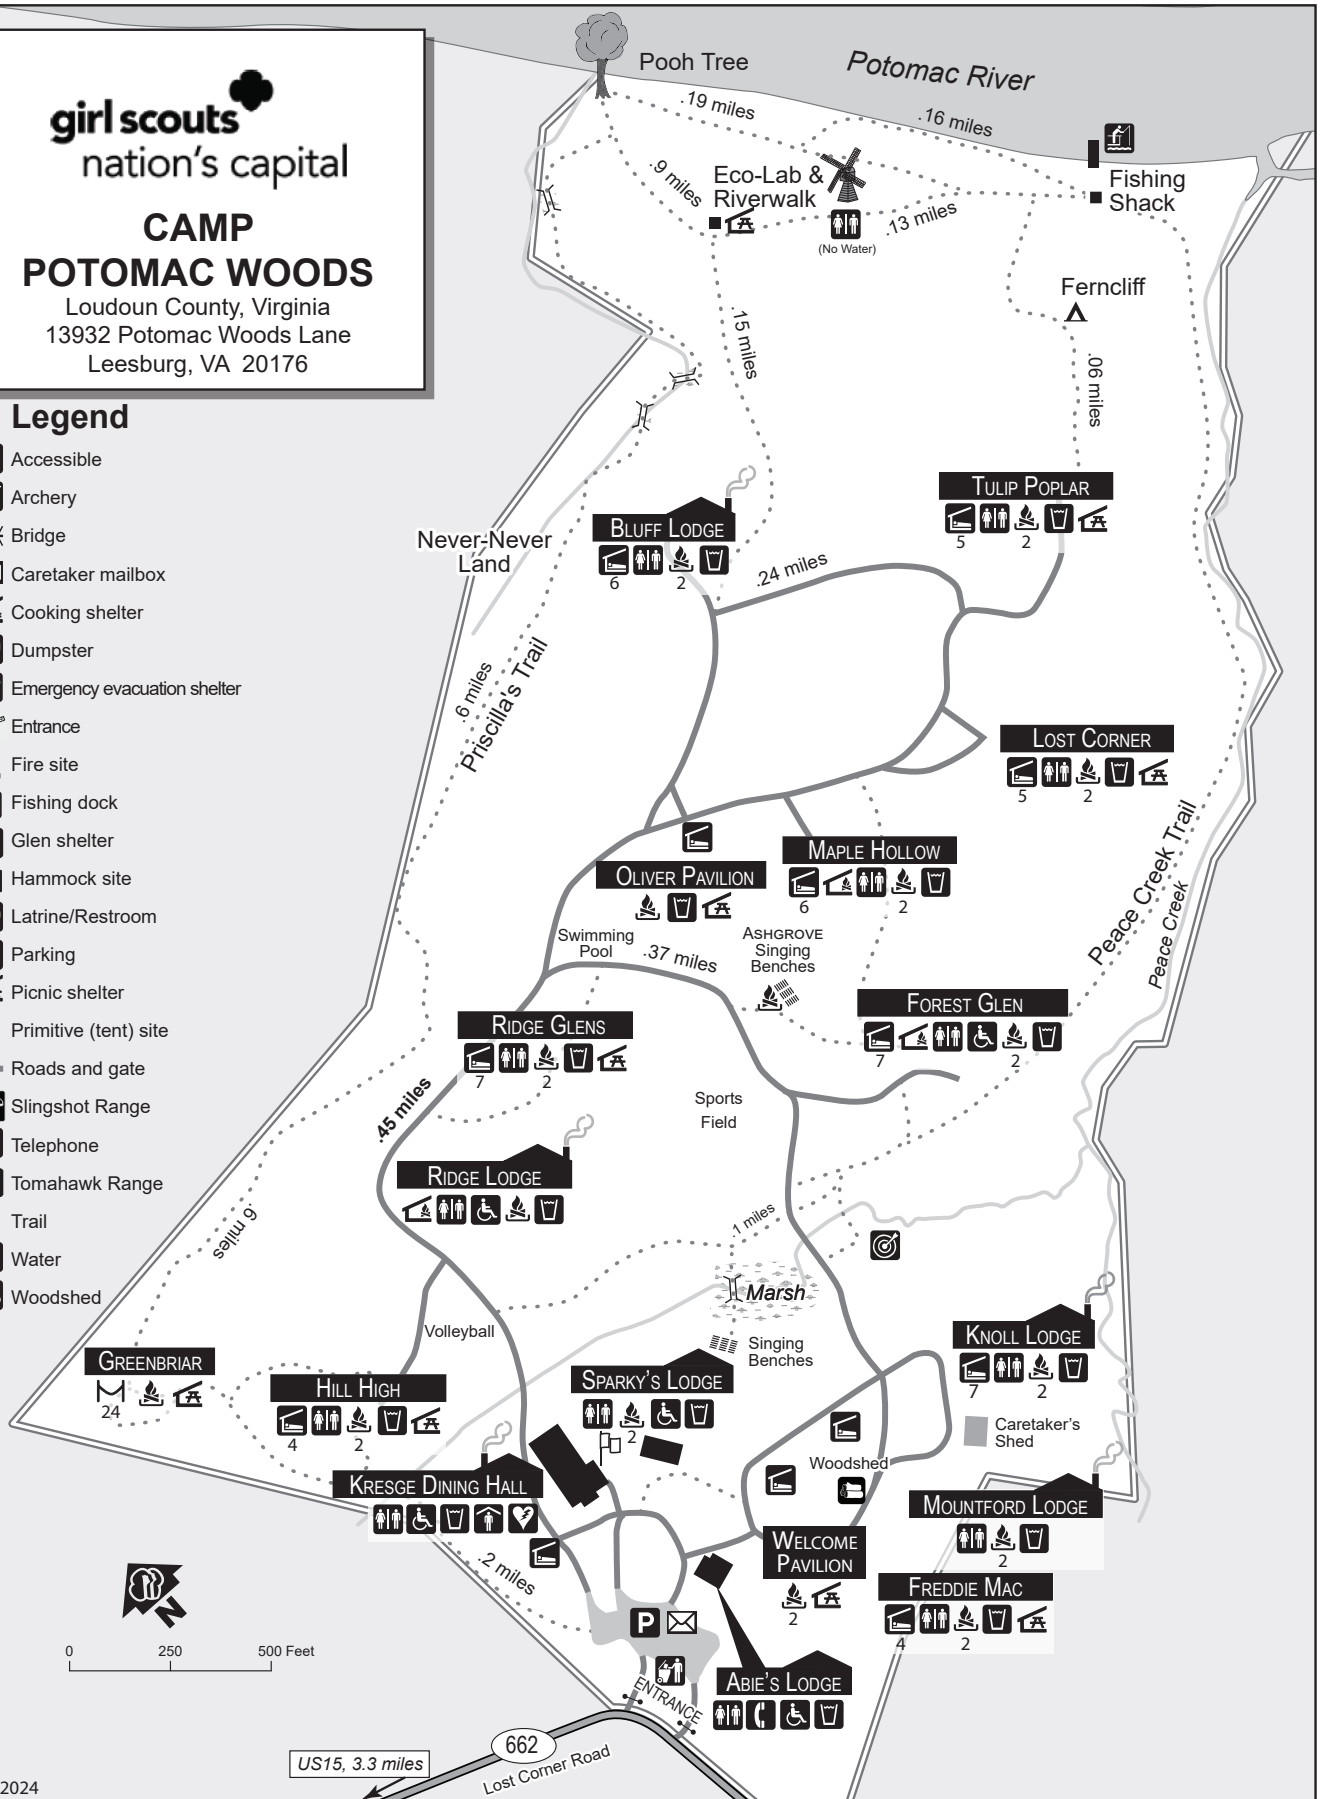 girl scouts
nation's capital
CAMP
POTOMAC WOODS
Loudoun County, Virginia
13932 Potomac Woods Lane
Leesburg, VA 20176
Legend
Accessible
Archery
Bridge
Caretaker mailbox
Cooking shelter
Dumpster
Emergency evacuation shelter
Entrance
Fire site
Fishing dock
Glen shelter
Hammock site
Latrine/Restroom
Parking
Picnic shelter
Primitive (tent) site
Roads and gate
Slingshot Range
Telephone
Tomahawk Range
Trail
Water
Woodshed
Pooh Tree
Potomac River
.19 miles
.16 miles
.9 miles
Eco-Lab &
Riverwalk
(No Water)
.13 miles
Fishing
Shack
Ferncliff
.15 miles
.06 miles
TULIP POPLAR
5 2
BLUFF LODGE
6 2
Never-Never
Land
.24 miles
.6 miles
Priscilla's Trail
LOST CORNER
5 2
MAPLE HOLLOW
6 2
OLIVER PAVILION
Peace Creek Trail
Peace Creek
Swimming
Pool
.37 miles
ASHGROVE
Singing
Benches
FOREST GLEN
7 2
RIDGE GLENS
7 2
.45 miles
Sports
Field
RIDGE LODGE
.6 miles
.1 miles
Marsh
Volleyball
Singing
Benches
KNOLL LODGE
7 2
GREENBRIAR
24
HILL HIGH
4 2
SPARKY'S LODGE
2
Caretaker's
Shed
Woodshed
KRESGE DINING HALL
MOUNTFORD LODGE
2
WELCOME
PAVILION
2
.2 miles
FREDDIE MAC
4 2
P
ABIE'S LODGE
ENTRANCE
N
0 250 500 Feet
662
Lost Corner Road
US15, 3.3 miles
2024